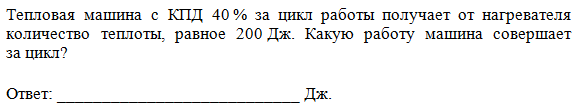 Тепловая машина с КПД 40 % за цикл работы получает от нагревателя
количество теплоты, равное 200 Дж. Какую работу машина совершает
за цикл?
Ответ: ___________________________ Дж.